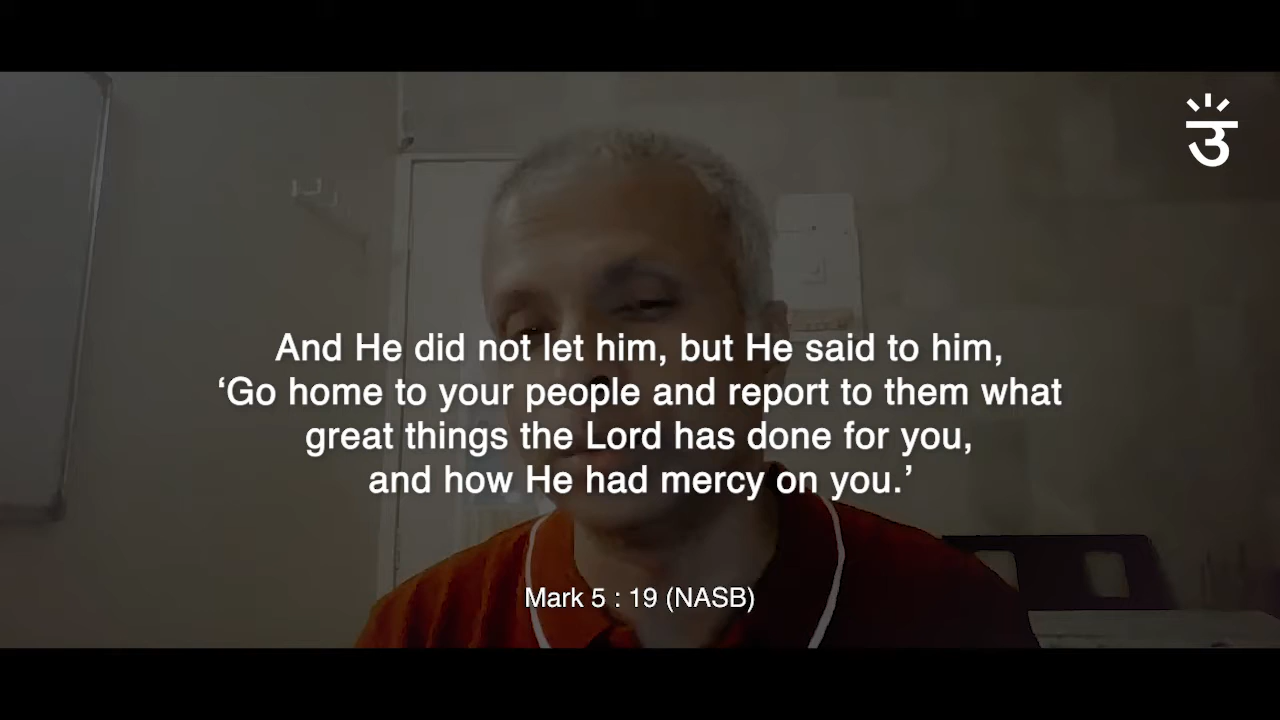 उ
And He did not let him, but He said to him,
‘Go home to your people and report to them what
great things the Lord has done for you,
and how He had mercy on you.’
Mark 5 : 19 (NASB)